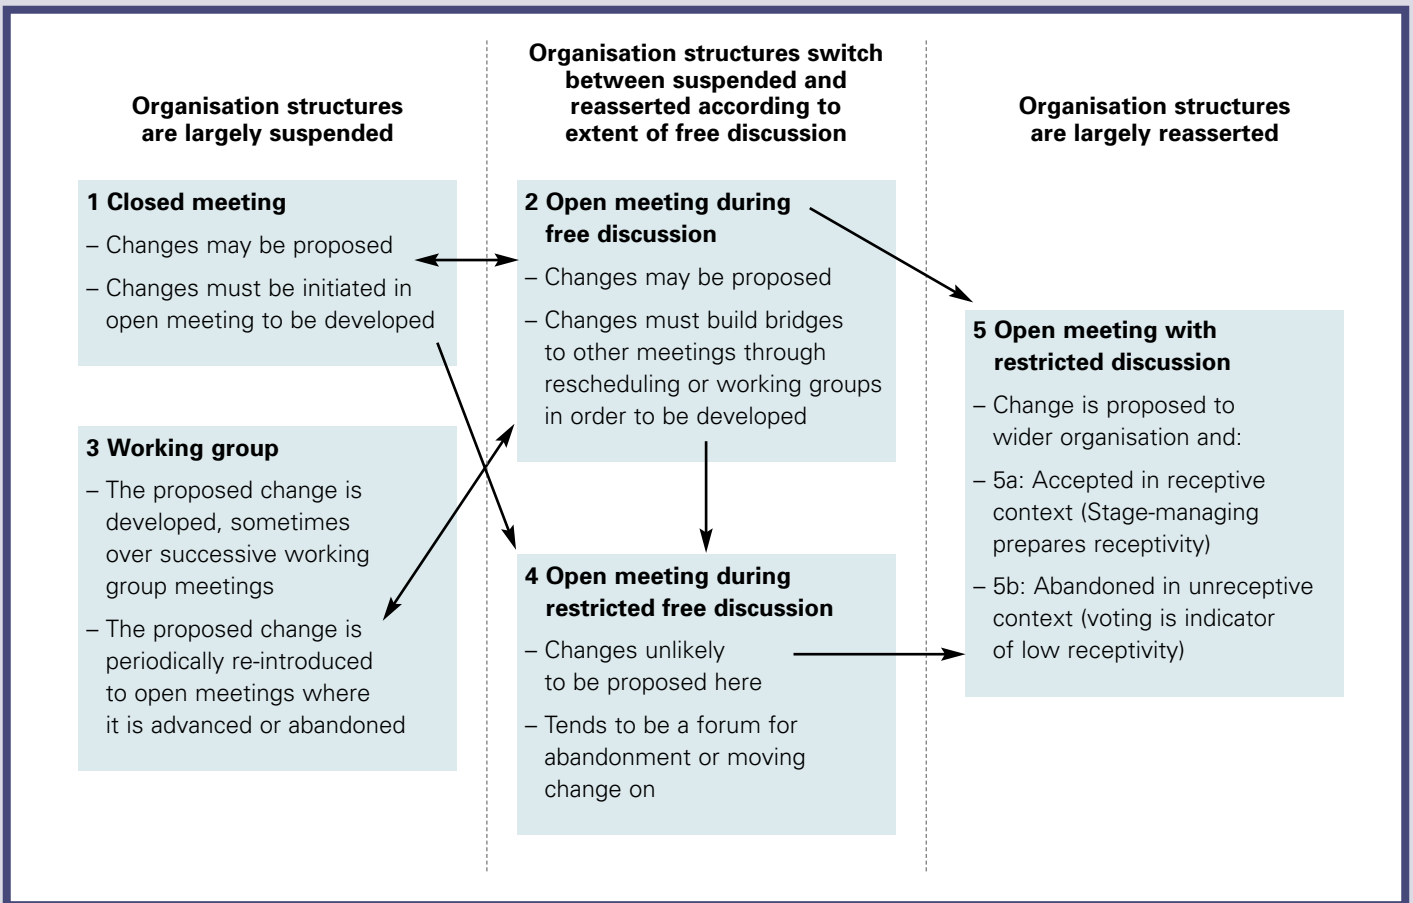 Organisation structures
are largely suspended
Organisation structures switch
between suspended and
reasserted according to
extent of free discussion
Organisation structures
are largely reasserted
1 Closed meeting
– Changes may be proposed
– Changes must be initiated in
open meeting to be developed
2 Open meeting during
free discussion
– Changes may be proposed
– Changes must build bridges
to other meetings through
rescheduling or working groups
in order to be developed
3 Working group
– The proposed change is
developed, sometimes
over successive working
group meetings
– The proposed change is
periodically re-introduced
to open meetings where
it is advanced or abandoned
4 Open meeting during
restricted free discussion
– Changes unlikely
to be proposed here
– Tends to be a forum for
abandonment or moving
change on
5 Open meeting with
restricted discussion
– Change is proposed to
wider organisation and:
– 5a: Accepted in receptive
context (Stage-managing
prepares receptivity)
– 5b: Abandoned in unreceptive
context (voting is indicator
of low receptivity)